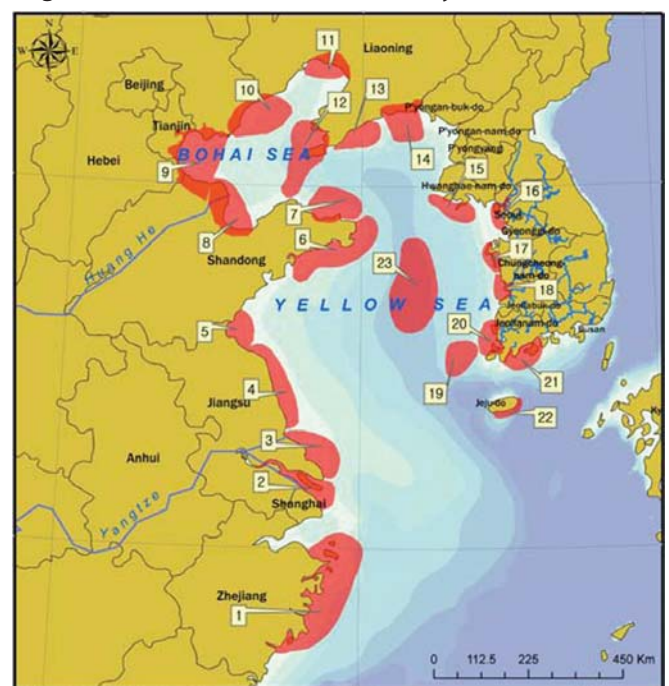 N
W E
S
Liaoning
11
Beijing
10
12
13
P'yongan-buk-do
Tianjin
P'yongan-nam-do
BOHAI SEA
14
P'yongyang
Hebei
15
9
Hwanghae-nam-do
16
7
Seoul
Huang He
8
6
Gyeonggi-do
Shandong
23
17
Chungcheong-
nam-do
18
YELLOW SEA
Jeollabuk-do
5
20
Jeollanam-do
Busan
19
21
4
Jiangsu
Jeju-do
22
3
Anhui
2
Yangtze
Shanghai
Zhejiang
1
0 112.5 225 450 Km